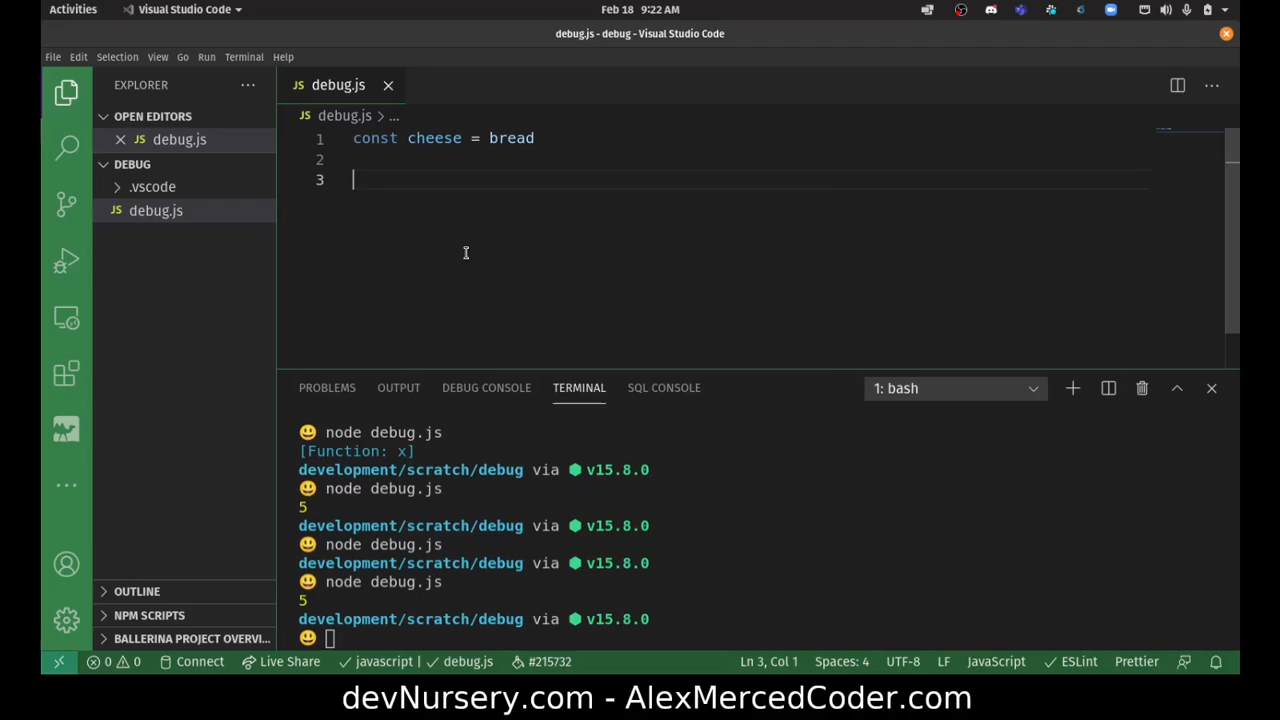 Activities
Visual Studio Code
Feb 18 9:22 AM
debug.js - debug - Visual Studio Code
File Edit Selection View Go Run Terminal Help
EXPLORER
OPEN EDITORS
JS debug.js
DEBUG
.vscode
JS debug.js
OUTLINE
NPM SCRIPTS
BALLERINA PROJECT OVERVI...
JS debug.js
JS debug.js > ...
1 const cheese = bread
2
3
PROBLEMS OUTPUT DEBUG CONSOLE TERMINAL SQL CONSOLE
1: bash
😃 node debug.js
[Function: x]
development/scratch/debug via ⬢ v15.8.0
😃 node debug.js
5
development/scratch/debug via ⬢ v15.8.0
😃 node debug.js
development/scratch/debug via ⬢ v15.8.0
😃 node debug.js
5
development/scratch/debug via ⬢ v15.8.0
😃
0 0 Connect Live Share javascript | debug.js #215732 Ln 3, Col 1 Spaces: 4 UTF-8 LF JavaScript ESLint Prettier
devNursery.com - AlexMercedCoder.com